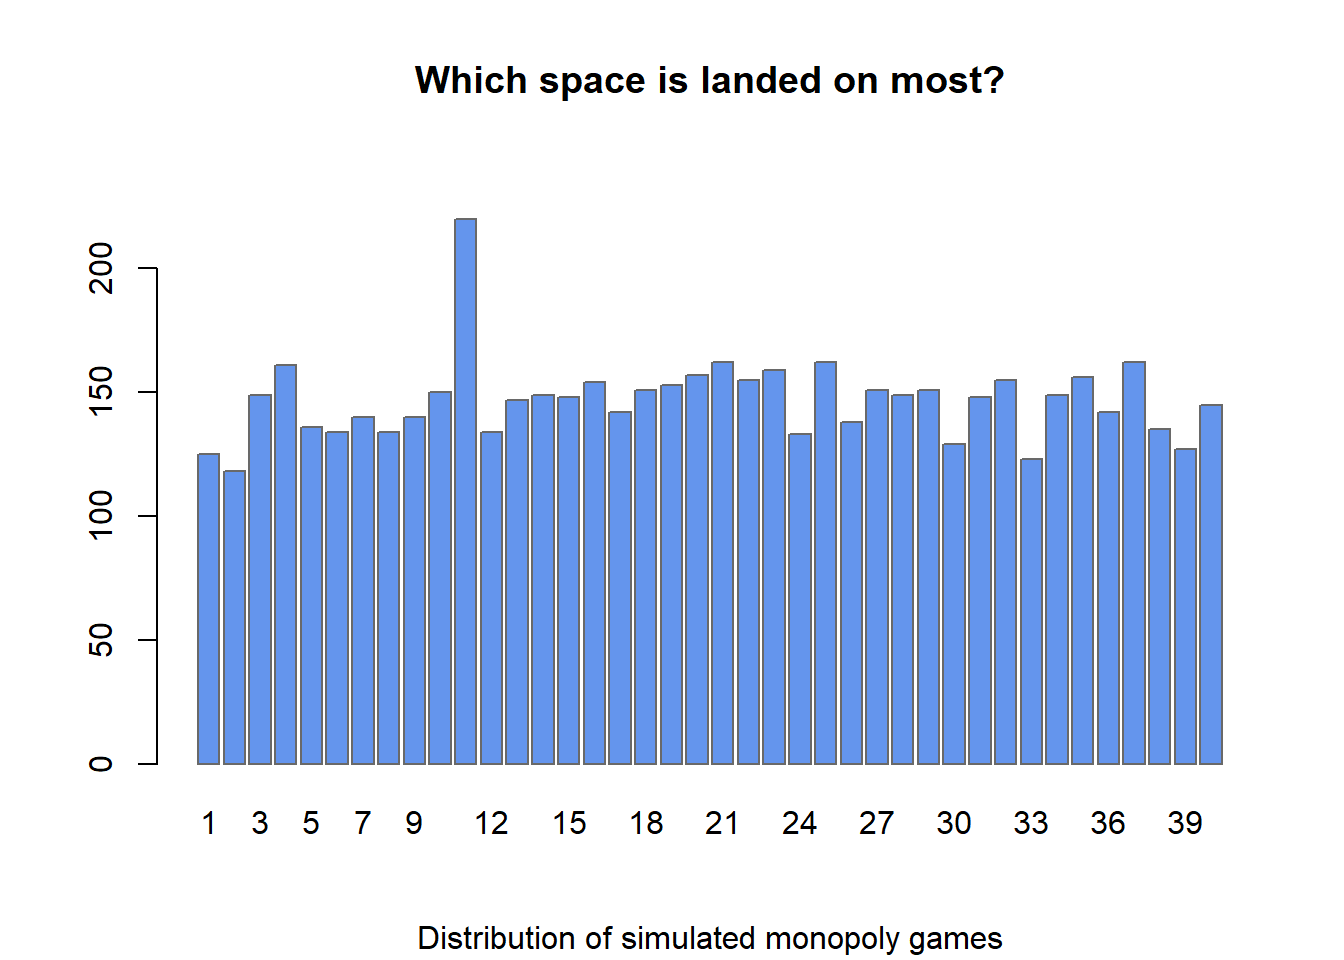 Which space is landed on most?
200
150
100
50
0
1 3 5 7 9 12 15 18 21 24 27 30 33 36 39
Distribution of simulated monopoly games